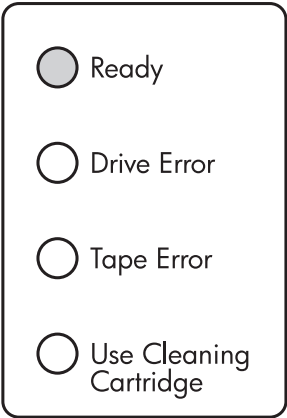 Ready
Drive Error
Tape Error
Use Cleaning
Cartridge